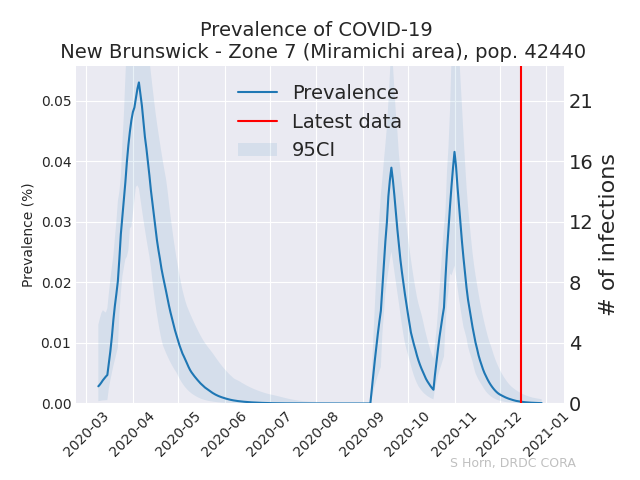 Prevalence of COVID-19
New Brunswick - Zone 7 (Miramichi area), pop. 42440
Prevalence
Latest data
95CI
Prevalence (%)
0.05
0.04
0.03
0.02
0.01
0.00
21
16
12
8
4
0
# of infections
2020-03
2020-04
2020-05
2020-06
2020-07
2020-08
2020-09
2020-10
2020-11
2020-12
2021-01
S Horn, DRDC CORA